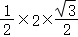 1/2 × 2 × √3/2